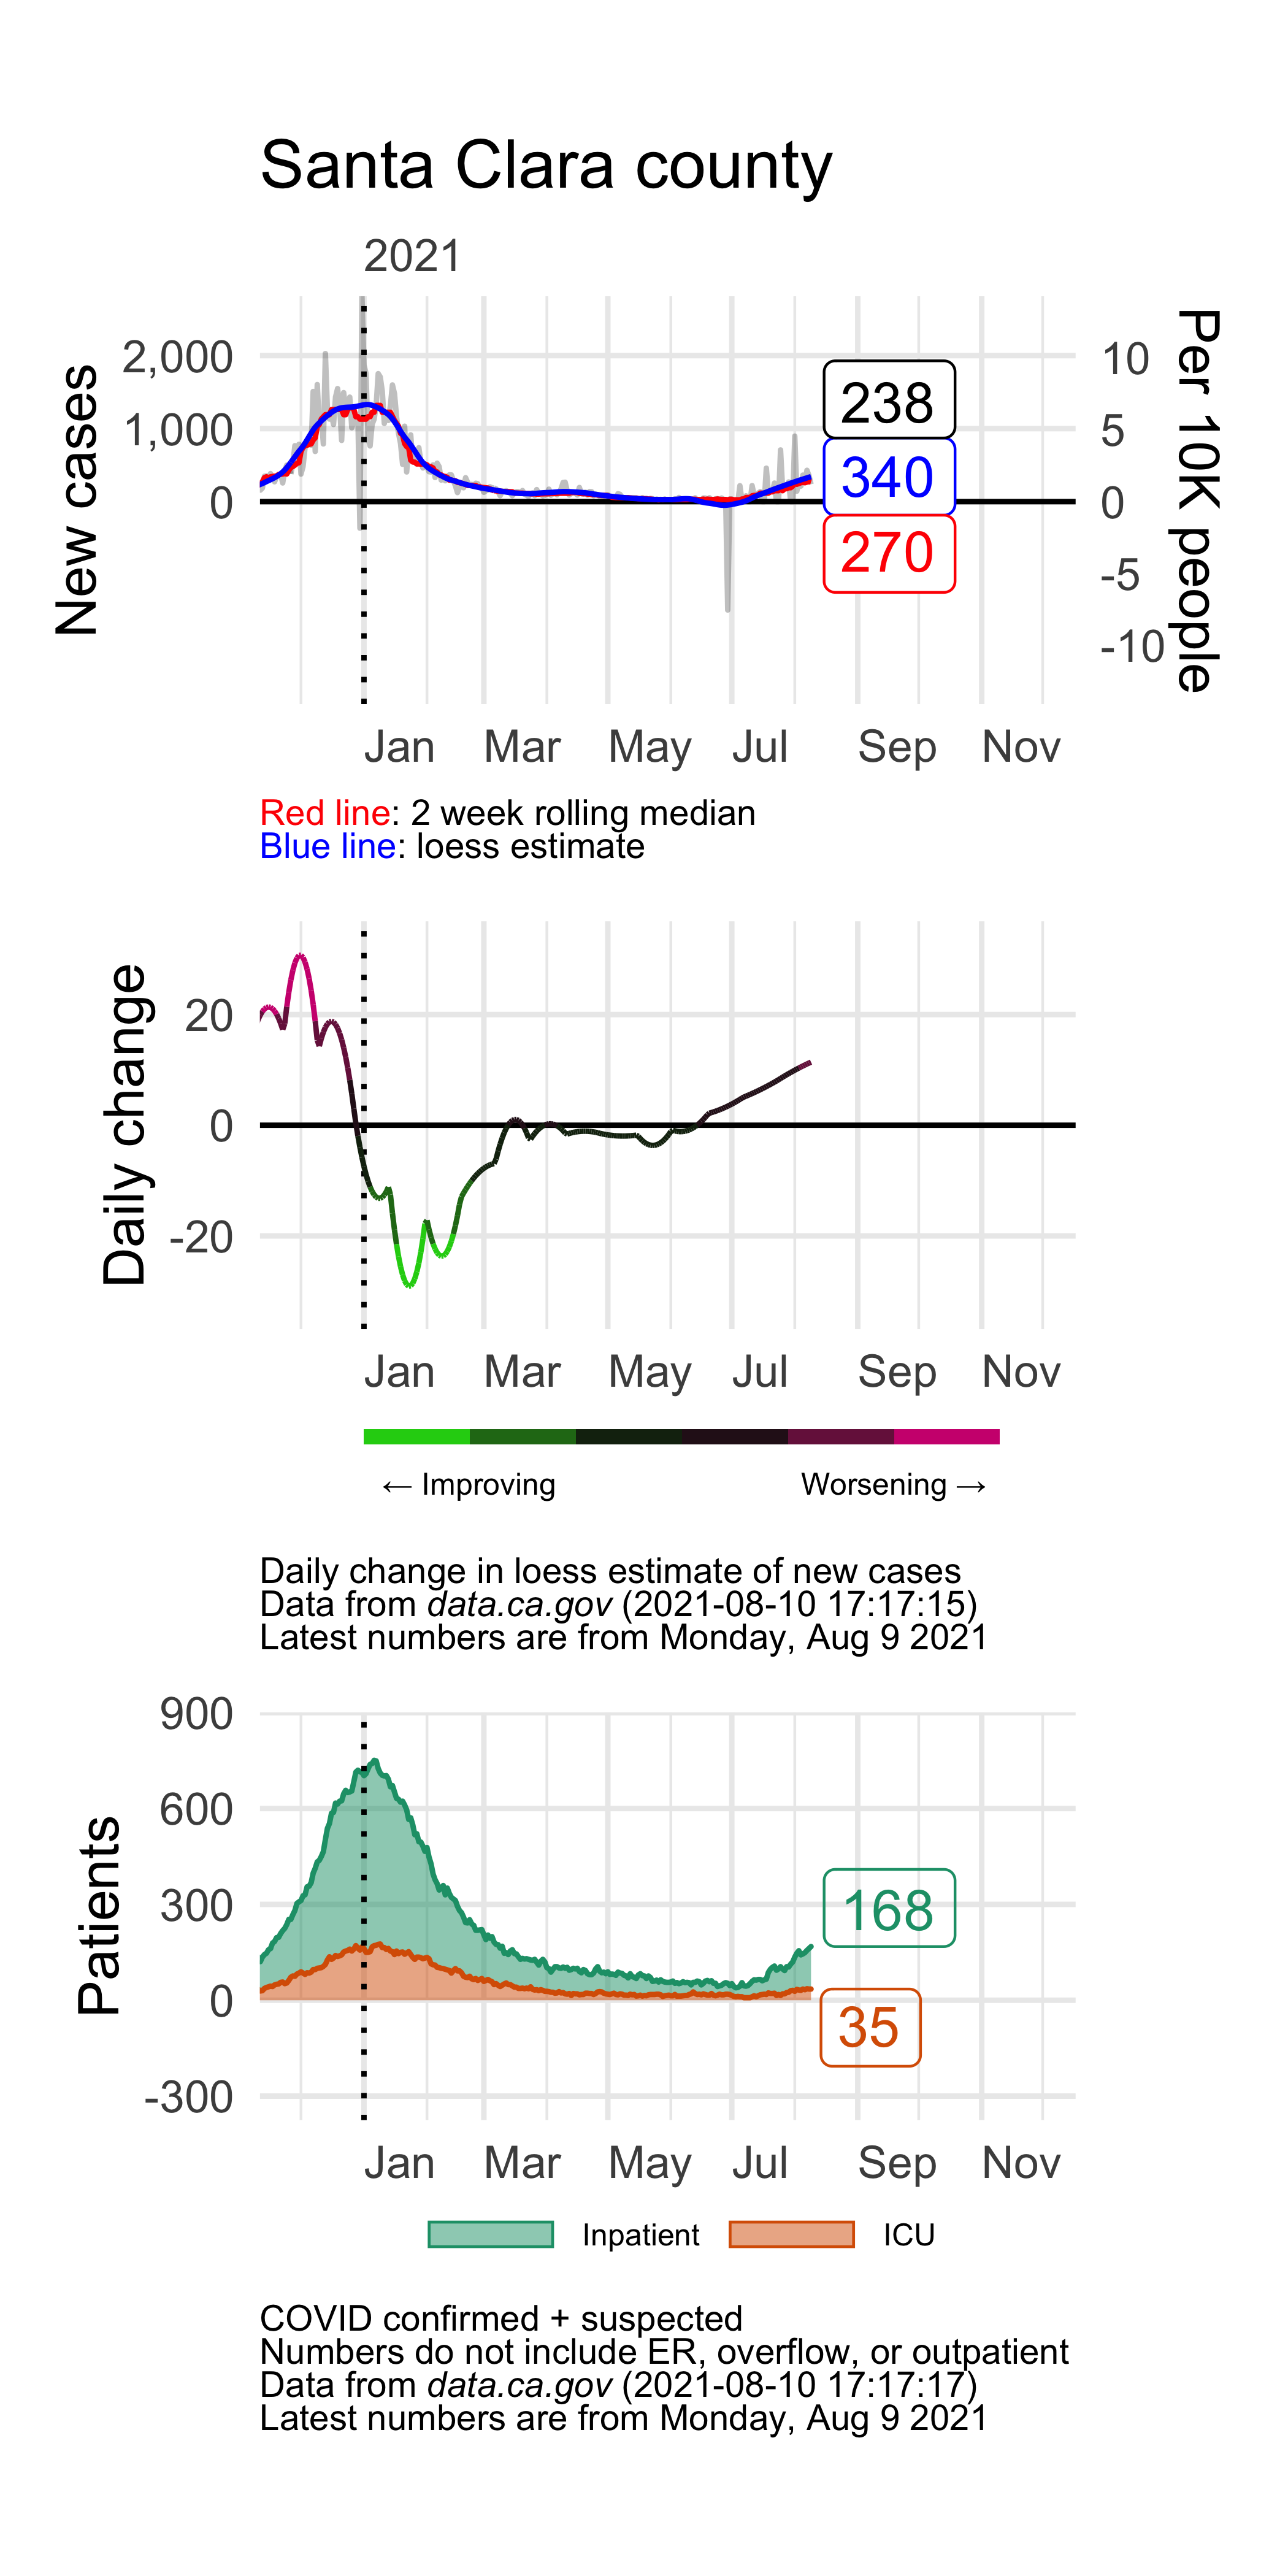 Santa Clara county
2021
New cases
2,000
1,000
0
10
5
0
-5
-10
Per 10K people
238
340
270
Jan Mar May Jul Sep Nov
Red line: 2 week rolling median
Blue line: loess estimate
Daily change
20
0
-20
Jan Mar May Jul Sep Nov
← Improving Worsening →
Daily change in loess estimate of new cases
Data from data.ca.gov (2021-08-10 17:17:15)
Latest numbers are from Monday, Aug 9 2021
Patients
900
600
300
0
-300
168
35
Jan Mar May Jul Sep Nov
Inpatient ICU
COVID confirmed + suspected
Numbers do not include ER, overflow, or outpatient
Data from data.ca.gov (2021-08-10 17:17:17)
Latest numbers are from Monday, Aug 9 2021